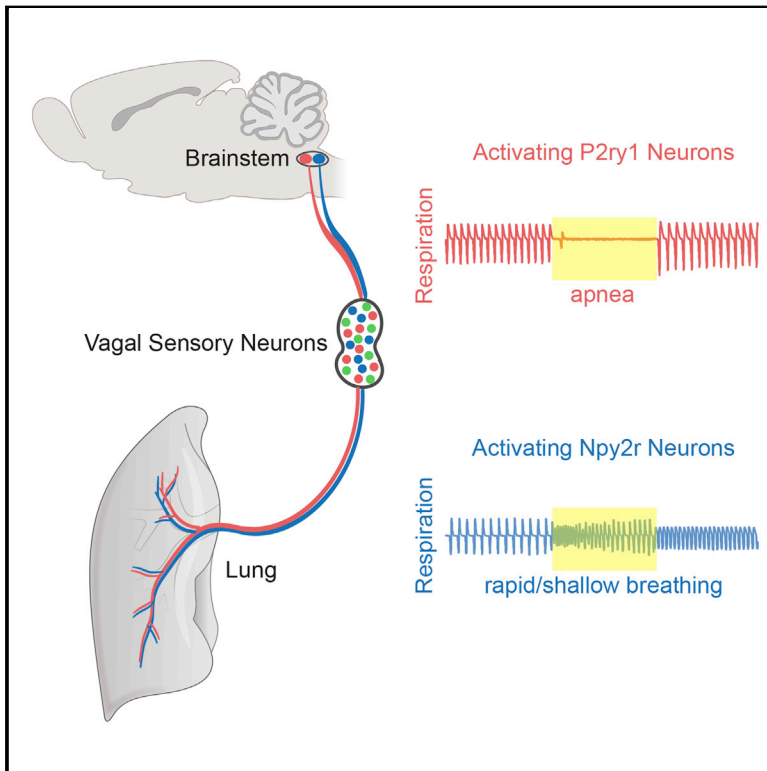 Brainstem
Vagal Sensory Neurons
Lung
Activating P2ry1 Neurons
Respiration
apnea
Activating Npy2r Neurons
Respiration
rapid/shallow breathing